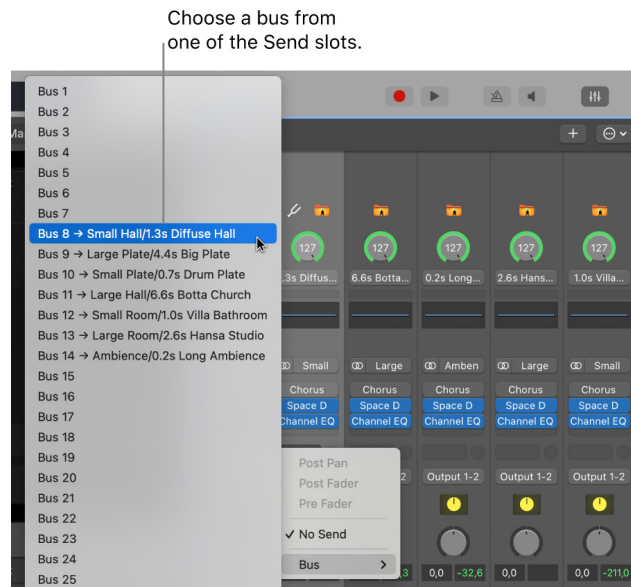 Choose a bus from
one of the Send slots.
Ma
Bus 1
Bus 2
Bus 3
Bus 4
Bus 5
Bus 6
Bus 7
Bus 8 → Small Hall/1.3s Diffuse Hall
Bus 9 → Large Plate/4.4s Big Plate
Bus 10 → Small Plate/0.7s Drum Plate
Bus 11 → Large Hall/6.6s Botta Church
Bus 12 → Small Room/1.0s Villa Bathroom
Bus 13 → Large Room/2.6s Hansa Studio
Bus 14 → Ambience/0.2s Long Ambience
Bus 15
Bus 16
Bus 17
Bus 18
Bus 19
Bus 20
Bus 21
Bus 22
Bus 23
Bus 24
Bus 25
127 127 127 127 127
.3s Diffus... 6.6s Botta... 0.2s Long... 2.6s Hans... 1.0s Villa...
Small Large Amben Large Small
Chorus Chorus Chorus Chorus Chorus
Space D Space D Space D Space D Space D
Channel EQ Channel EQ Channel EQ Channel EQ Channel EQ
Post Pan
Post Fader
Pre Fader
✓ No Send
Bus >
2 Output 1-2 Output 1-2 Output 1-2
,3 0,0 -32,6 0,0 0,0 -211,0